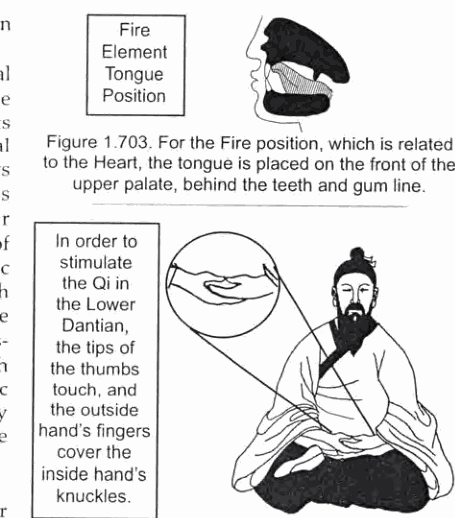 Fire
Element
Tongue
Position
Figure 1.703. For the Fire position, which is related
to the Heart, the tongue is placed on the front of the
upper palate, behind the teeth and gum line.
In order to
stimulate
the Qi in
the Lower
Dantian,
the tips of
the thumbs
touch, and
the outside
hand's fingers
cover the
inside hand's
knuckles.